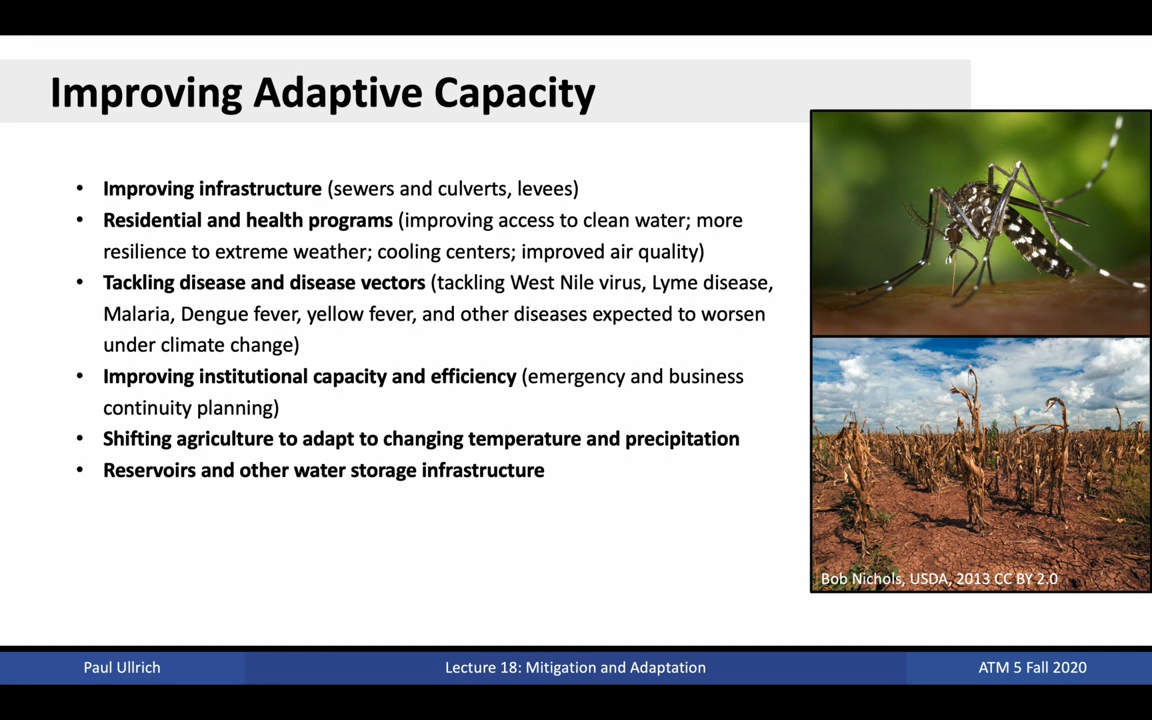 Improving Adaptive Capacity
• Improving infrastructure (sewers and culverts, levees)
• Residential and health programs (improving access to clean water; more
resilience to extreme weather; cooling centers; improved air quality)
• Tackling disease and disease vectors (tackling West Nile virus, Lyme disease,
Malaria, Dengue fever, yellow fever, and other diseases expected to worsen
under climate change)
• Improving institutional capacity and efficiency (emergency and business
continuity planning)
• Shifting agriculture to adapt to changing temperature and precipitation
• Reservoirs and other water storage infrastructure
Bob Nichols, USDA, 2013 CC BY 2.0
Paul Ullrich
Lecture 18: Mitigation and Adaptation
ATM 5 Fall 2020